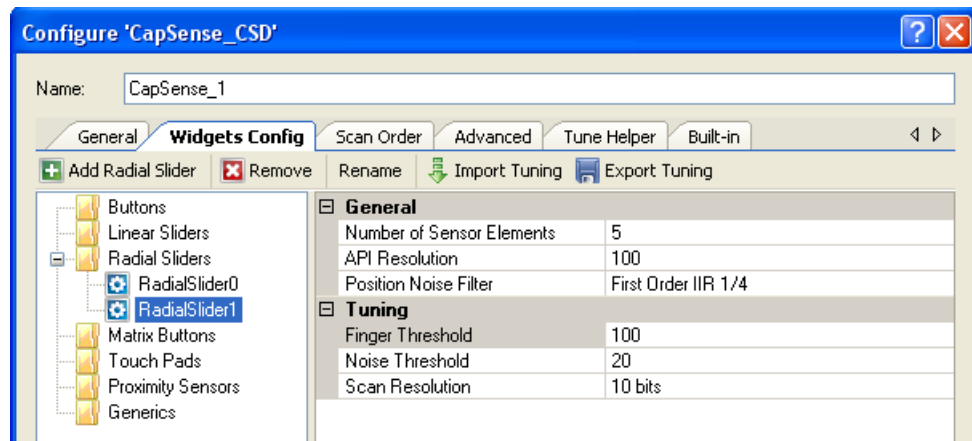 Configure 'CapSense_CSD'
Name: CapSense_1
General Widgets Config Scan Order Advanced Tune Helper Built-in
Add Radial Slider Remove Rename Import Tuning Export Tuning
Buttons
Linear Sliders
Radial Sliders
RadialSlider0
RadialSlider1
Matrix Buttons
Touch Pads
Proximity Sensors
Generics
General
Number of Sensor Elements 5
API Resolution 100
Position Noise Filter First Order IIR 1/4
Tuning
Finger Threshold 100
Noise Threshold 20
Scan Resolution 10 bits